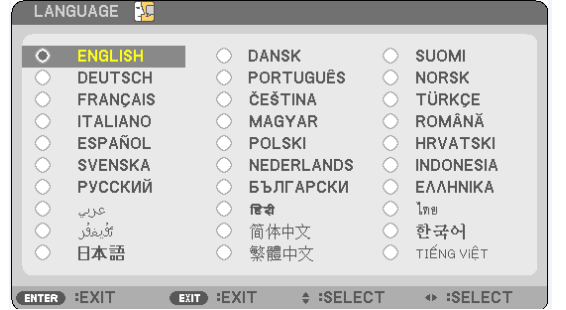 LANGUAGE
ENGLISH DANSK SUOMI
DEUTSCH PORTUGUÊS NORSK
FRANÇAIS ČEŠTINA TÜRKÇE
ITALIANO MAGYAR ROMÂNĂ
ESPAÑOL POLSKI HRVATSKI
SVENSKA NEDERLANDS INDONESIA
РУССКИЙ БЪЛГАРСКИ ΕΛΛΗΝΙΚΑ
عربي हिंदी ไทย
简体中文 한국어
日本語 繁體中文 TIẾNG VIỆT
ENTER :EXIT EXIT :EXIT :SELECT :SELECT